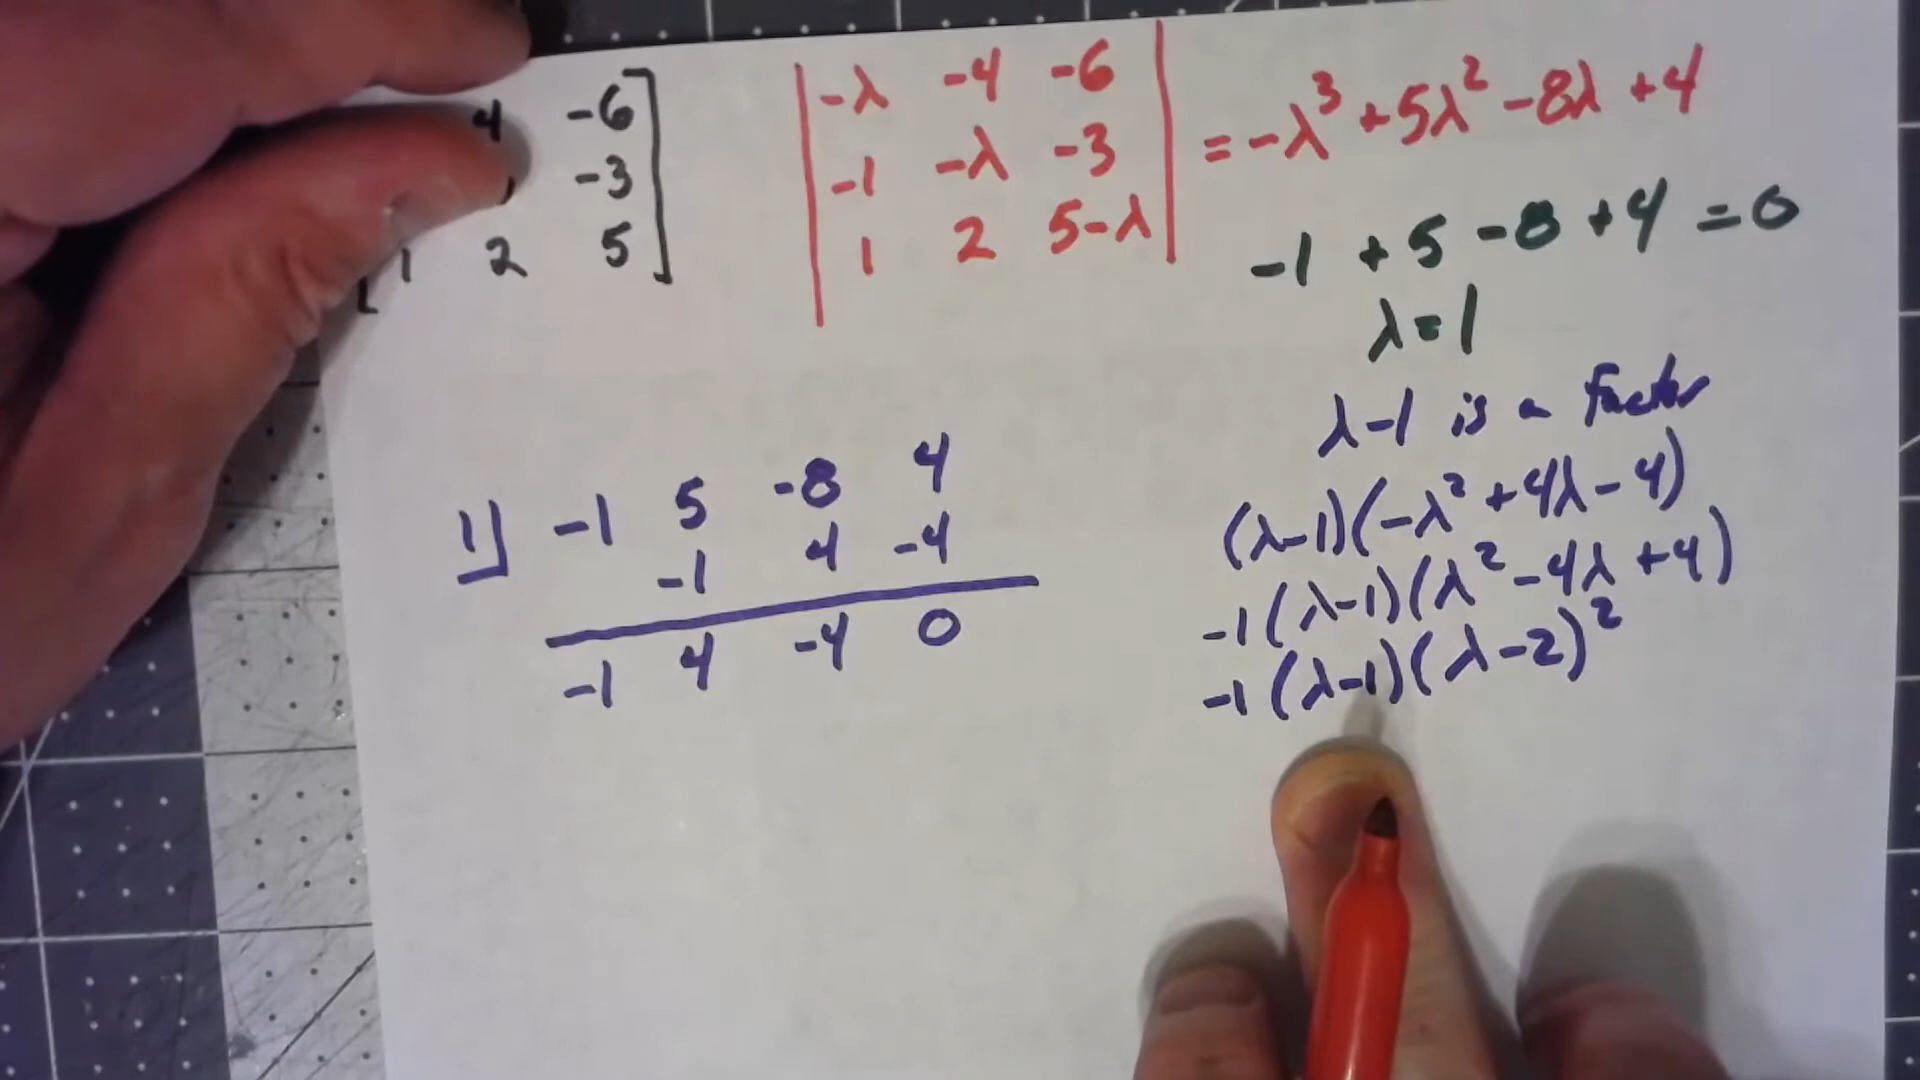 4 -6
-3
1 2 5
-λ -4 -6
-1 -λ -3
1 2 5-λ
= -λ³ + 5λ² - 8λ + 4
-1 + 5 - 8 + 4 = 0
λ = 1
λ-1 is a factor
1 -1 5 -8 4
-1 4 -4
-1 4 -4 0
(λ-1)(-λ² + 4λ - 4)
-1(λ-1)(λ² - 4λ + 4)
-1(λ-1)(λ-2)²